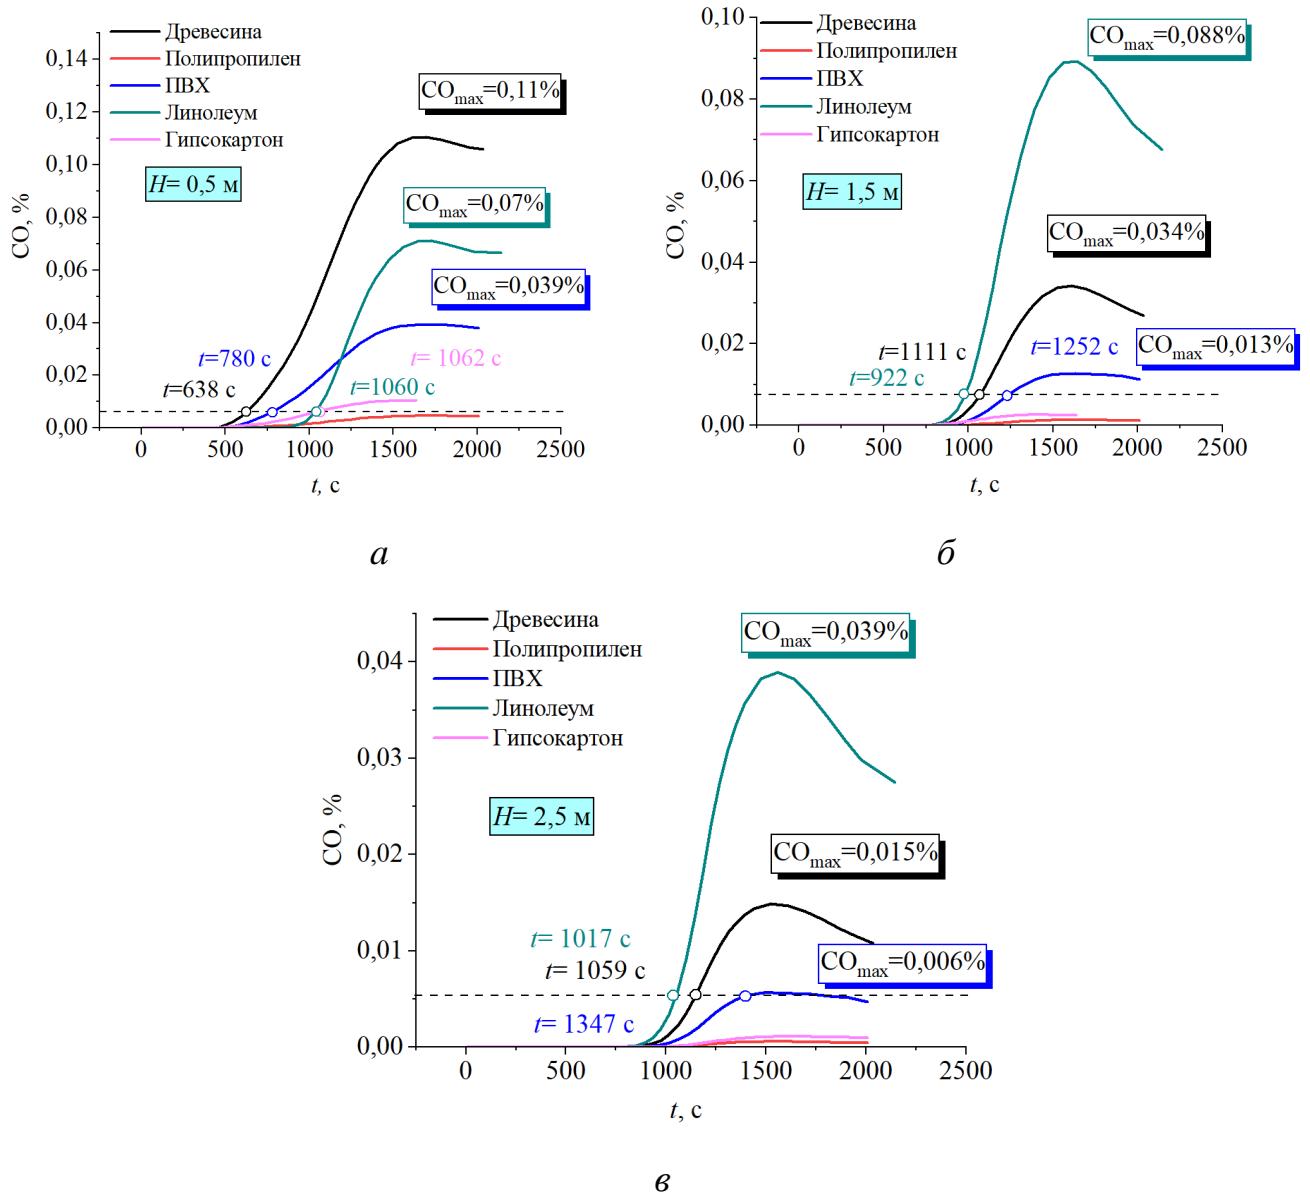 Древесина
Полипропилен
ПВХ
Линолеум
Гипсокартон
H= 0,5 м
COmax=0,11%
COmax=0,07%
COmax=0,039%
t=780 с
t=638 с
t= 1062 с
t=1060 с
CO, %
0,14
0,12
0,10
0,08
0,06
0,04
0,02
0,00
0 500 1000 1500 2000 2500
t, с
а
Древесина
Полипропилен
ПВХ
Линолеум
Гипсокартон
H= 1,5 м
COmax=0,088%
COmax=0,034%
COmax=0,013%
t=1111 с
t=922 с
t=1252 с
CO, %
0,10
0,08
0,06
0,04
0,02
0,00
0 500 1000 1500 2000 2500
t, с
б
Древесина
Полипропилен
ПВХ
Линолеум
Гипсокартон
H= 2,5 м
COmax=0,039%
COmax=0,015%
COmax=0,006%
t= 1017 с
t= 1059 с
t= 1347 с
CO, %
0,04
0,03
0,02
0,01
0,00
0 500 1000 1500 2000 2500
t, с
в